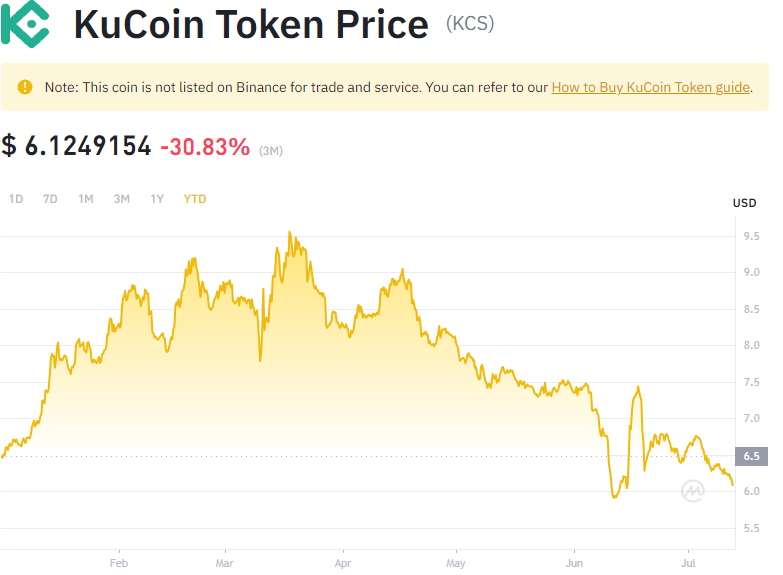 KuCoin Token Price (KCS)
Note: This coin is not listed on Binance for trade and service. You can refer to our How to Buy KuCoin Token guide.
$ 6.1249154 -30.83% (3M)
1D 7D 1M 3M 1Y YTD
USD
9.5
9.0
8.5
8.0
7.5
7.0
6.5
6.0
5.5
Feb Mar Apr May Jun Jul